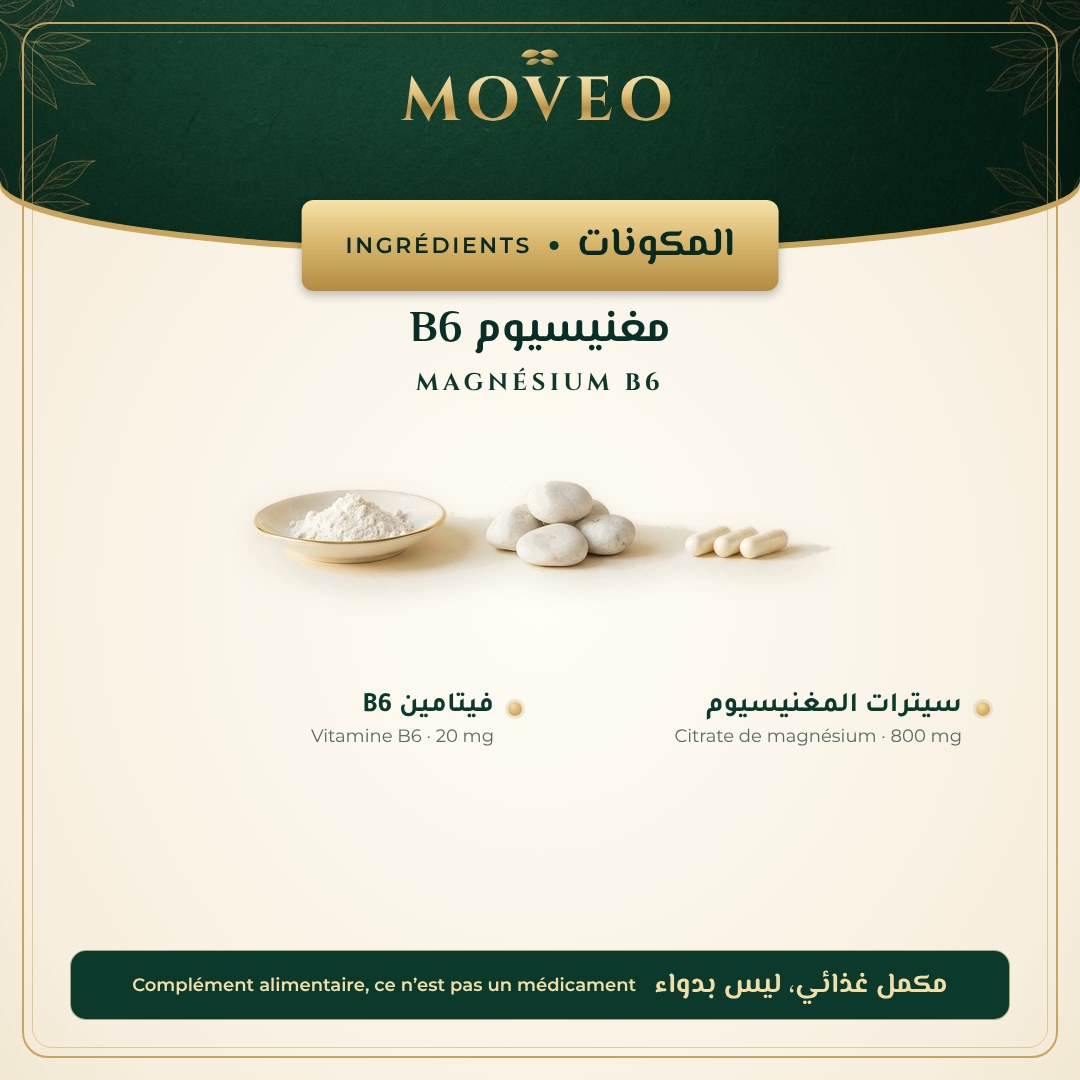 MOVEO
المكونات • INGRÉDIENTS
مغنيسيوم B6
MAGNÉSIUM B6
سيترات المغنيسيوم
Citrate de magnésium · 800 mg
فيتامين B6
Vitamine B6 · 20 mg
مكمل غذائي، ليس بدواء Complément alimentaire, ce n’est pas un médicament